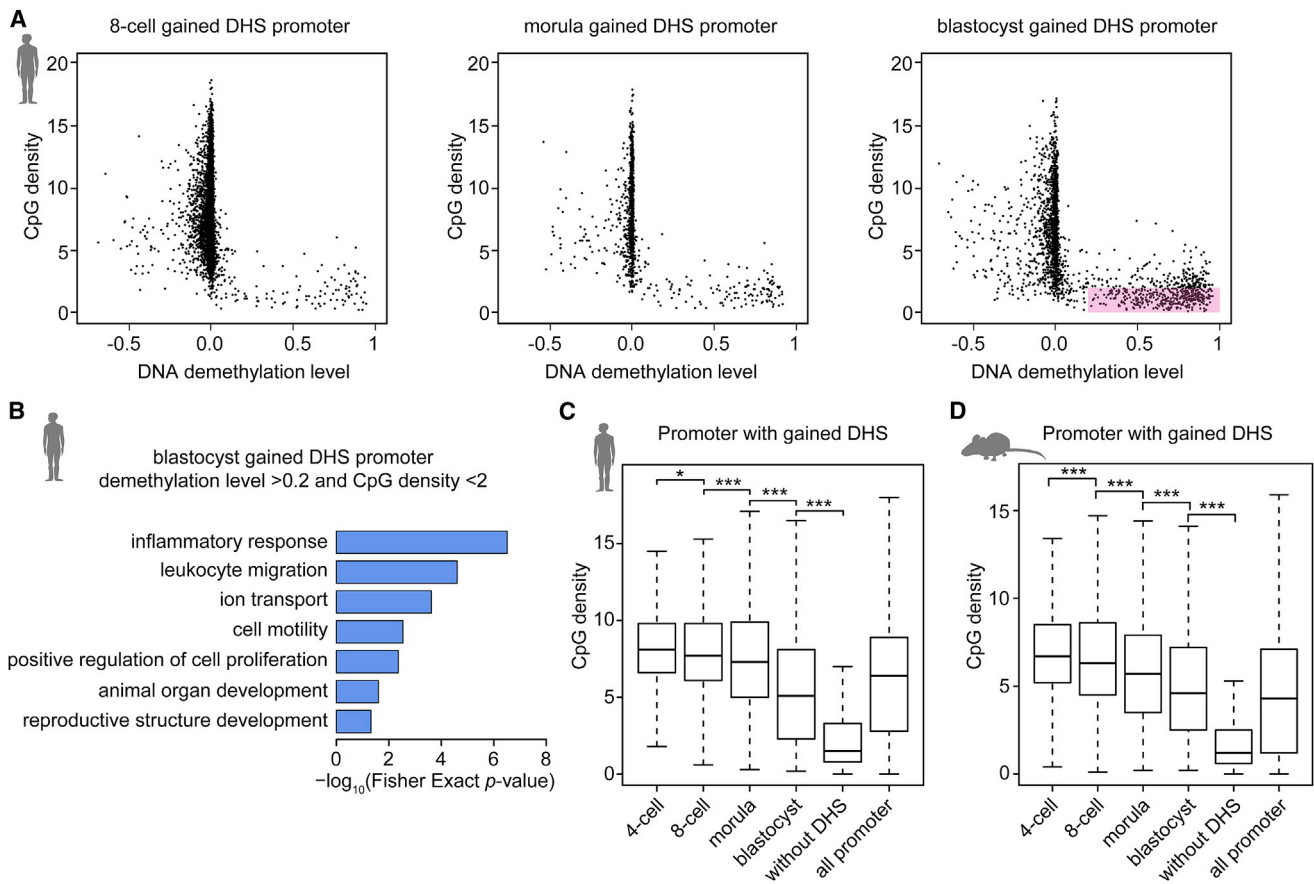 A
8-cell gained DHS promoter
morula gained DHS promoter
blastocyst gained DHS promoter
CpG density
20
15
10
5
0
-0.5
0.0
0.5
1
DNA demethylation level
CpG density
20
15
10
5
0
-0.5
0.0
0.5
1
DNA demethylation level
CpG density
20
15
10
5
0
-0.5
0.0
0.5
1
DNA demethylation level
B
blastocyst gained DHS promoter
demethylation level >0.2 and CpG density <2
inflammatory response
leukocyte migration
ion transport
cell motility
positive regulation of cell proliferation
animal organ development
reproductive structure development
0
2
4
6
8
−log10(Fisher Exact p-value)
C
Promoter with gained DHS
*
***
***
***
CpG density
15
10
5
0
4-cell
8-cell
morula
blastocyst
without DHS
all promoter
D
Promoter with gained DHS
***
***
***
***
CpG density
15
10
5
0
4-cell
8-cell
morula
blastocyst
without DHS
all promoter